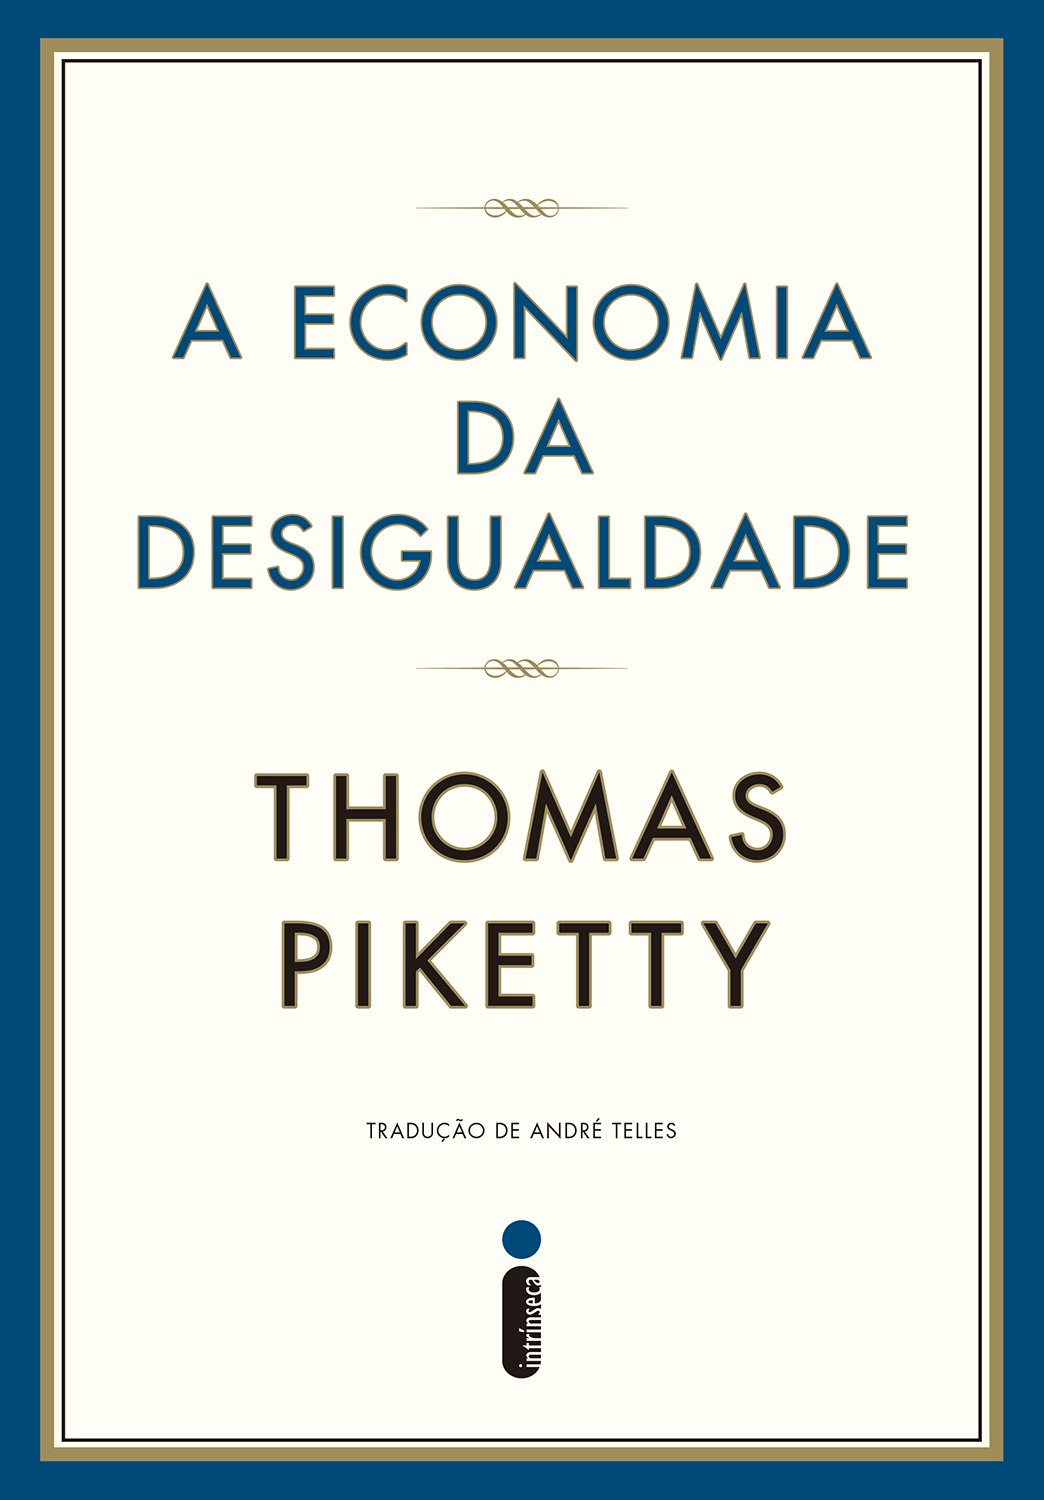 A ECONOMIA
DA
DESIGUALDADE
THOMAS
PIKETTY
TRADUÇÃO DE ANDRÉ TELLES
intrínseca